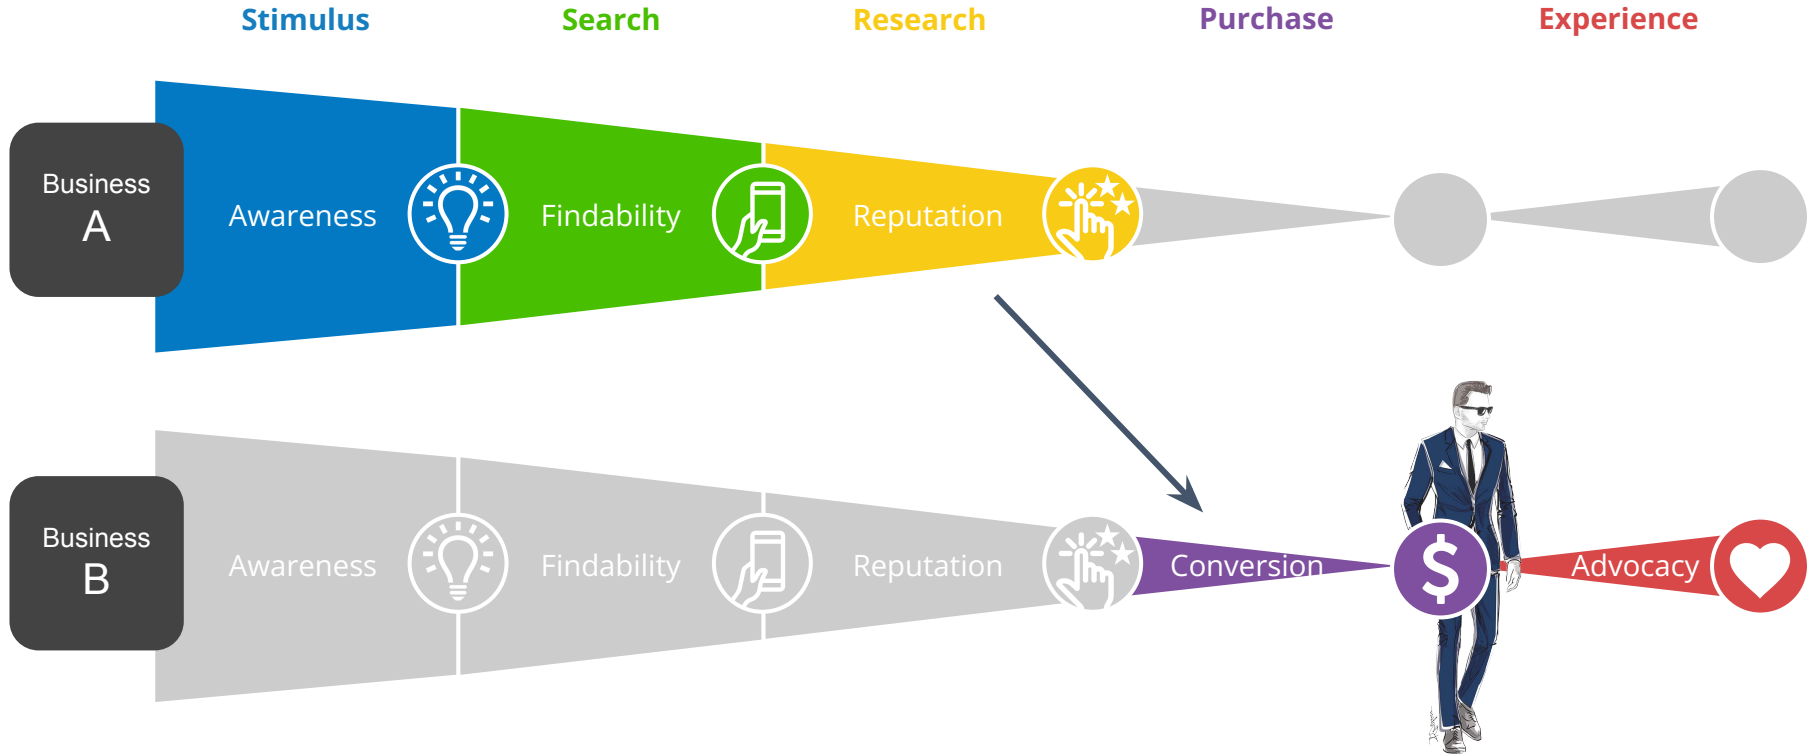 Stimulus Search Research Purchase Experience
Business
A
Awareness Findability Reputation
Business
B
Awareness Findability Reputation Conversion $ Advocacy